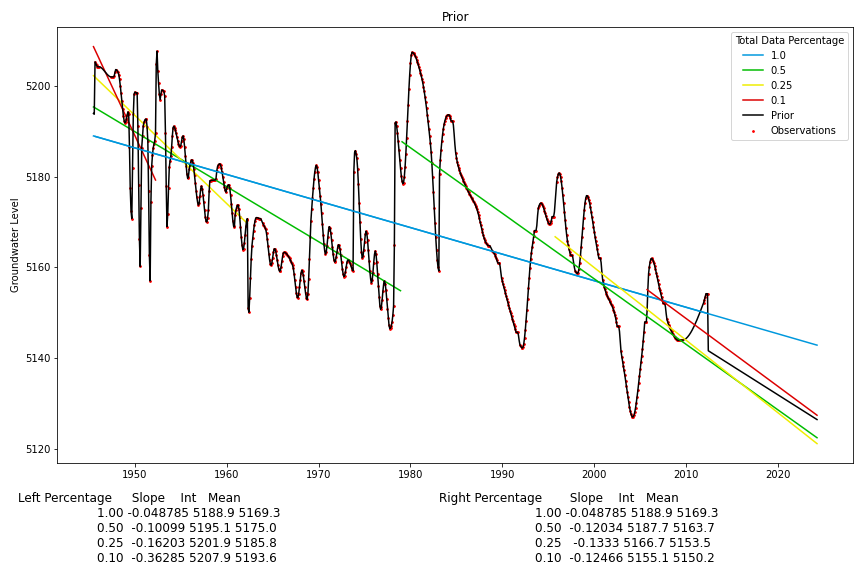 Prior
Total Data Percentage
1.0
0.5
0.25
0.1
Prior
Observations
Groundwater Level
5200
5180
5160
5140
5120
1950
1960
1970
1980
1990
2000
2010
2020
Left Percentage Slope Int Mean
1.00 -0.048785 5188.9 5169.3
0.50 -0.10099 5195.1 5175.0
0.25 -0.16203 5201.9 5185.8
0.10 -0.36285 5207.9 5193.6
Right Percentage Slope Int Mean
1.00 -0.048785 5188.9 5169.3
0.50 -0.12034 5187.7 5163.7
0.25 -0.1333 5166.7 5153.5
0.10 -0.12466 5155.1 5150.2